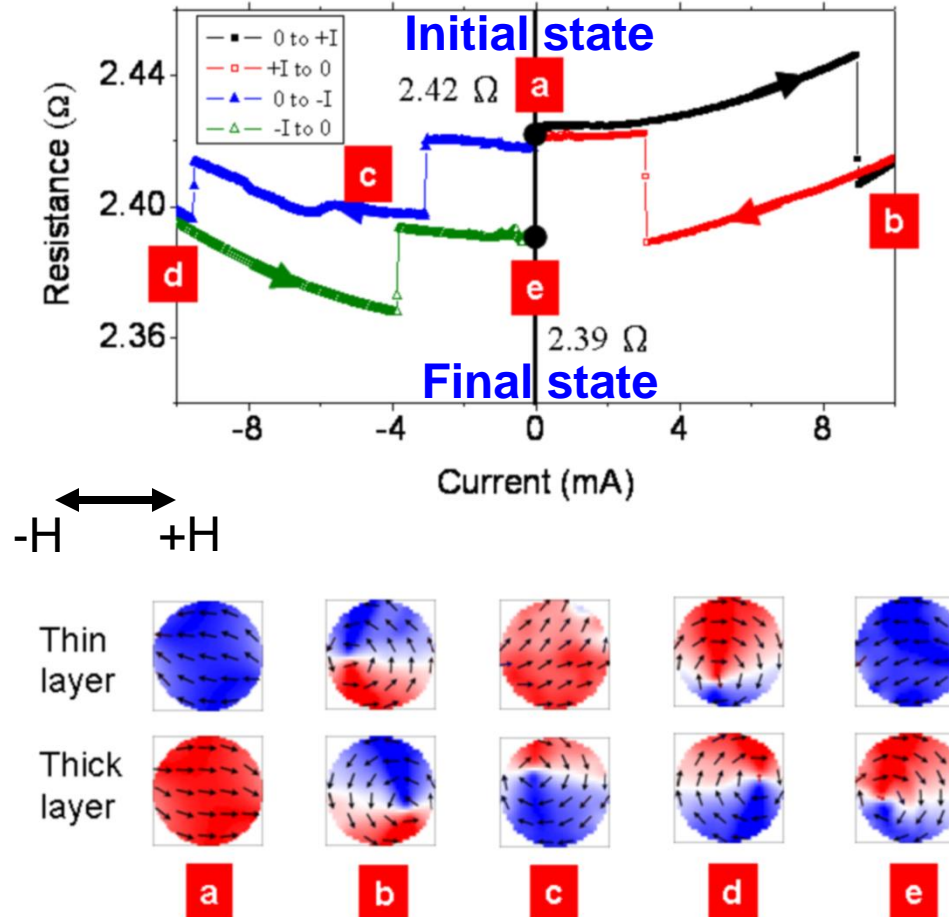 0 to +I
+I to 0
0 to -I
-I to 0
Initial state
2.42 Ω
a
c
b
d
e
2.39 Ω
Final state
Resistance (Ω)
2.44
2.40
2.36
-8
-4
0
4
8
Current (mA)
-H
+H
Thin
layer
Thick
layer
a
b
c
d
e